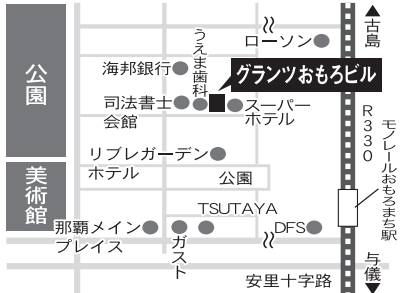 ▲古島
ローソン
うえま歯科
海邦銀行
グランツおもろビル
公園
司法書士
会館
スーパー
ホテル
R330
モノレールおもろまち駅
リブレガーデン
ホテル
公園
美術館
TSUTAYA
那覇メイン
プレイス
ガスト
DFS
与儀▼
安里十字路